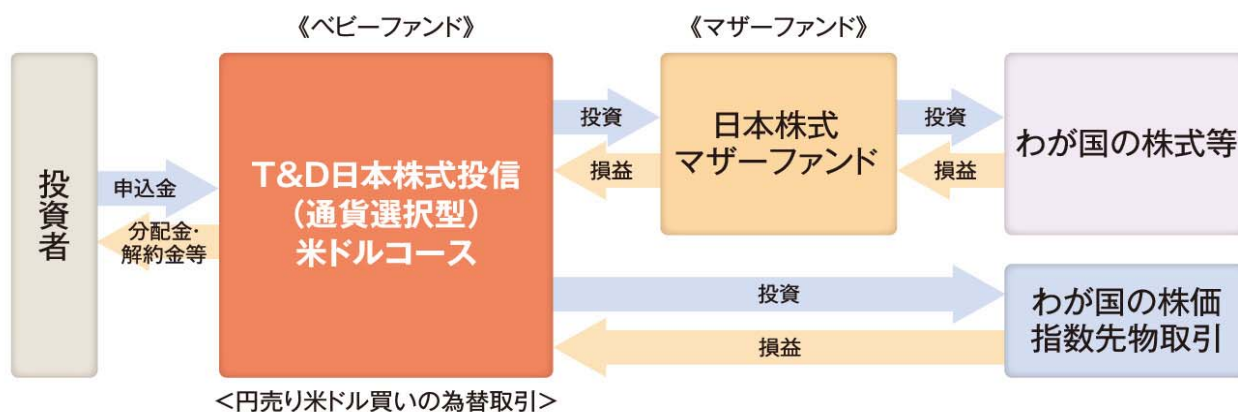 《ベビーファンド》
《マザーファンド》
投資者
申込金
分配金・
解約金等
T&D日本株式投信
（通貨選択型）
米ドルコース
投資
損益
日本株式
マザーファンド
投資
損益
わが国の株式等
投資
損益
わが国の株価
指数先物取引
＜円売り米ドル買いの為替取引＞